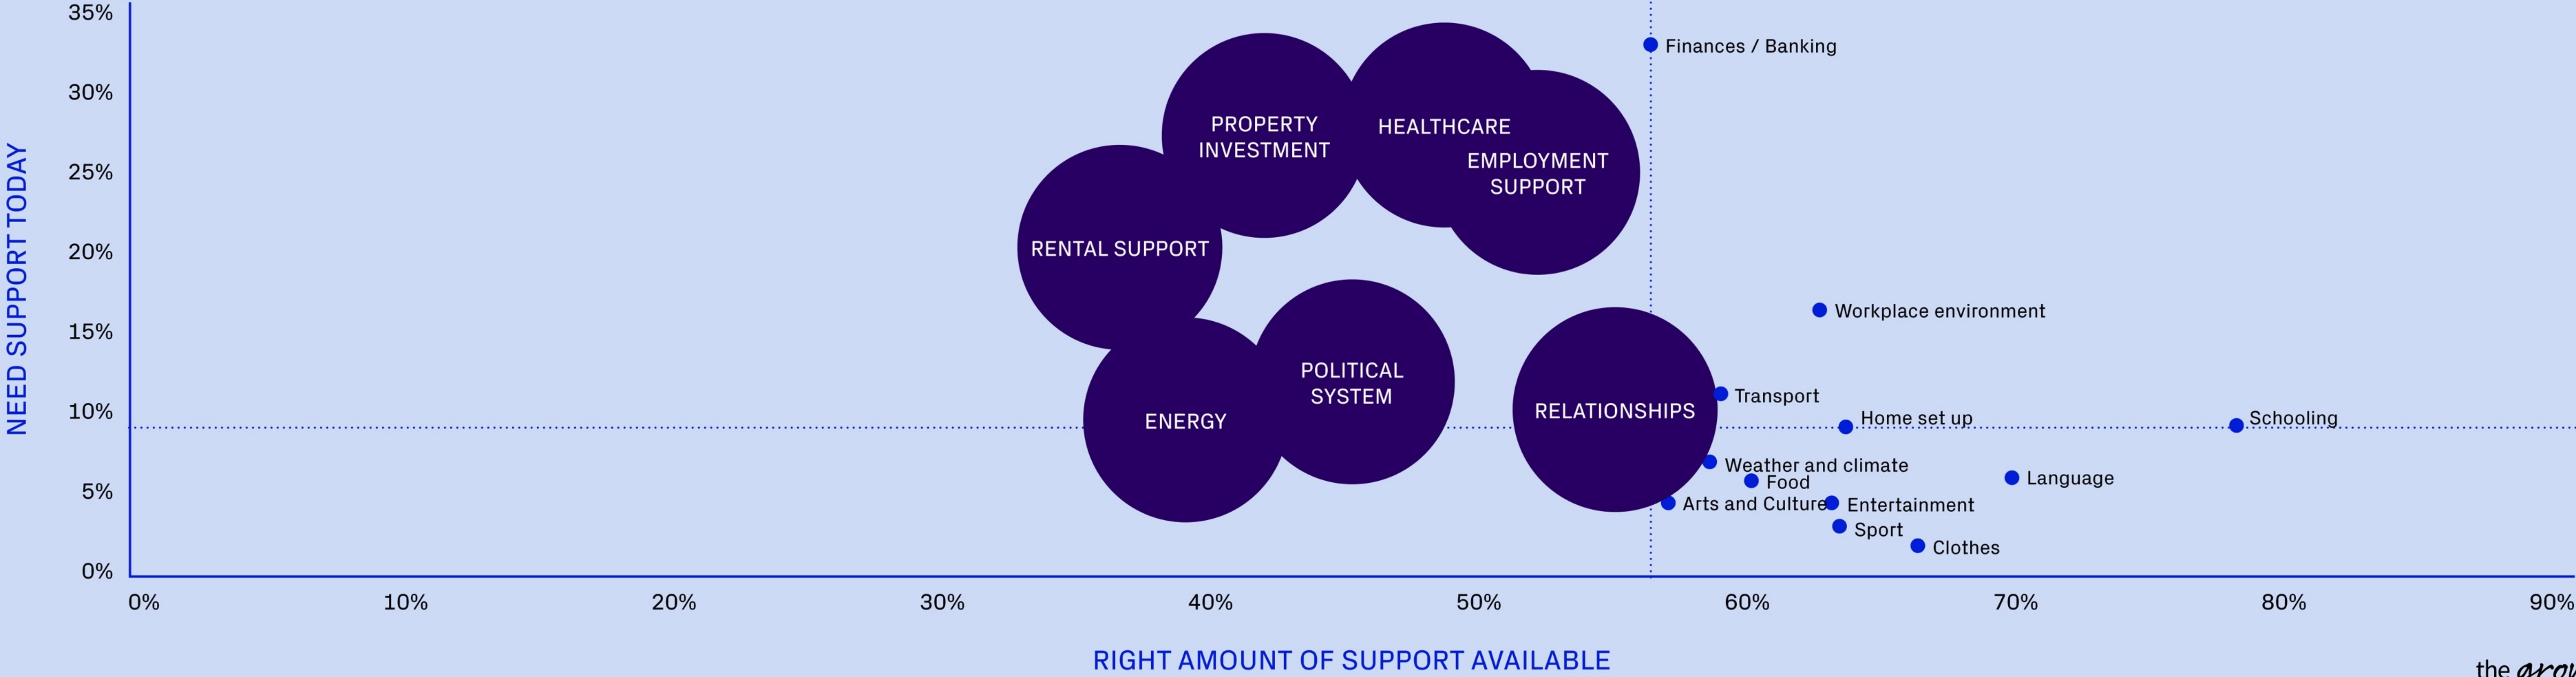 35%
30%
25%
20%
15%
10%
5%
0%
NEED SUPPORT TODAY
Finances / Banking
PROPERTY
INVESTMENT
HEALTHCARE
EMPLOYMENT
SUPPORT
RENTAL SUPPORT
Workplace environment
POLITICAL
SYSTEM
Transport
RELATIONSHIPS
ENERGY
Home set up
Schooling
Weather and climate
Food
Language
Arts and Culture
Entertainment
Sport
Clothes
0%
10%
20%
30%
40%
50%
60%
70%
80%
90%
RIGHT AMOUNT OF SUPPORT AVAILABLE
the